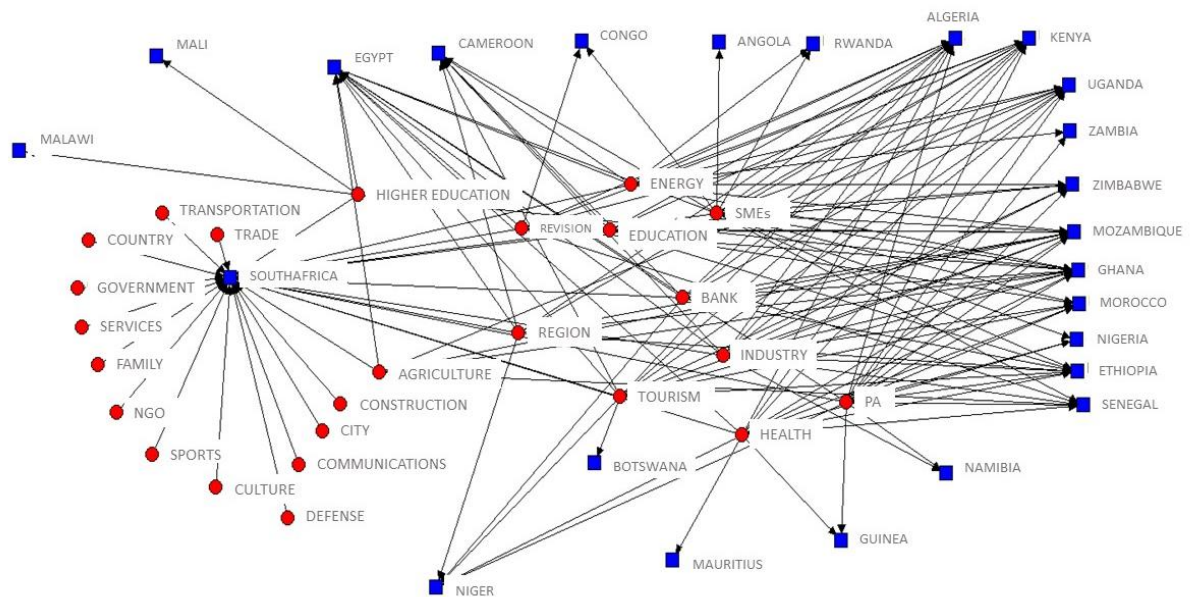 ALGERIA
MALI
EGYPT
CAMEROON
CONGO
ANGOLA
RWANDA
KENYA
UGANDA
MALAWI
ZAMBIA
HIGHER EDUCATION
ENERGY
ZIMBABWE
TRANSPORTATION
SMEs
COUNTRY
TRADE
REVISION
EDUCATION
MOZAMBIQUE
SOUTHAFRICA
GHANA
GOVERNMENT
BANK
MOROCCO
SERVICES
REGION
NIGERIA
INDUSTRY
FAMILY
AGRICULTURE
ETHIOPIA
NGO
CONSTRUCTION
TOURISM
PA
SENEGAL
CITY
HEALTH
SPORTS
COMMUNICATIONS
BOTSWANA
NAMIBIA
CULTURE
DEFENSE
GUINEA
MAURITIUS
NIGER